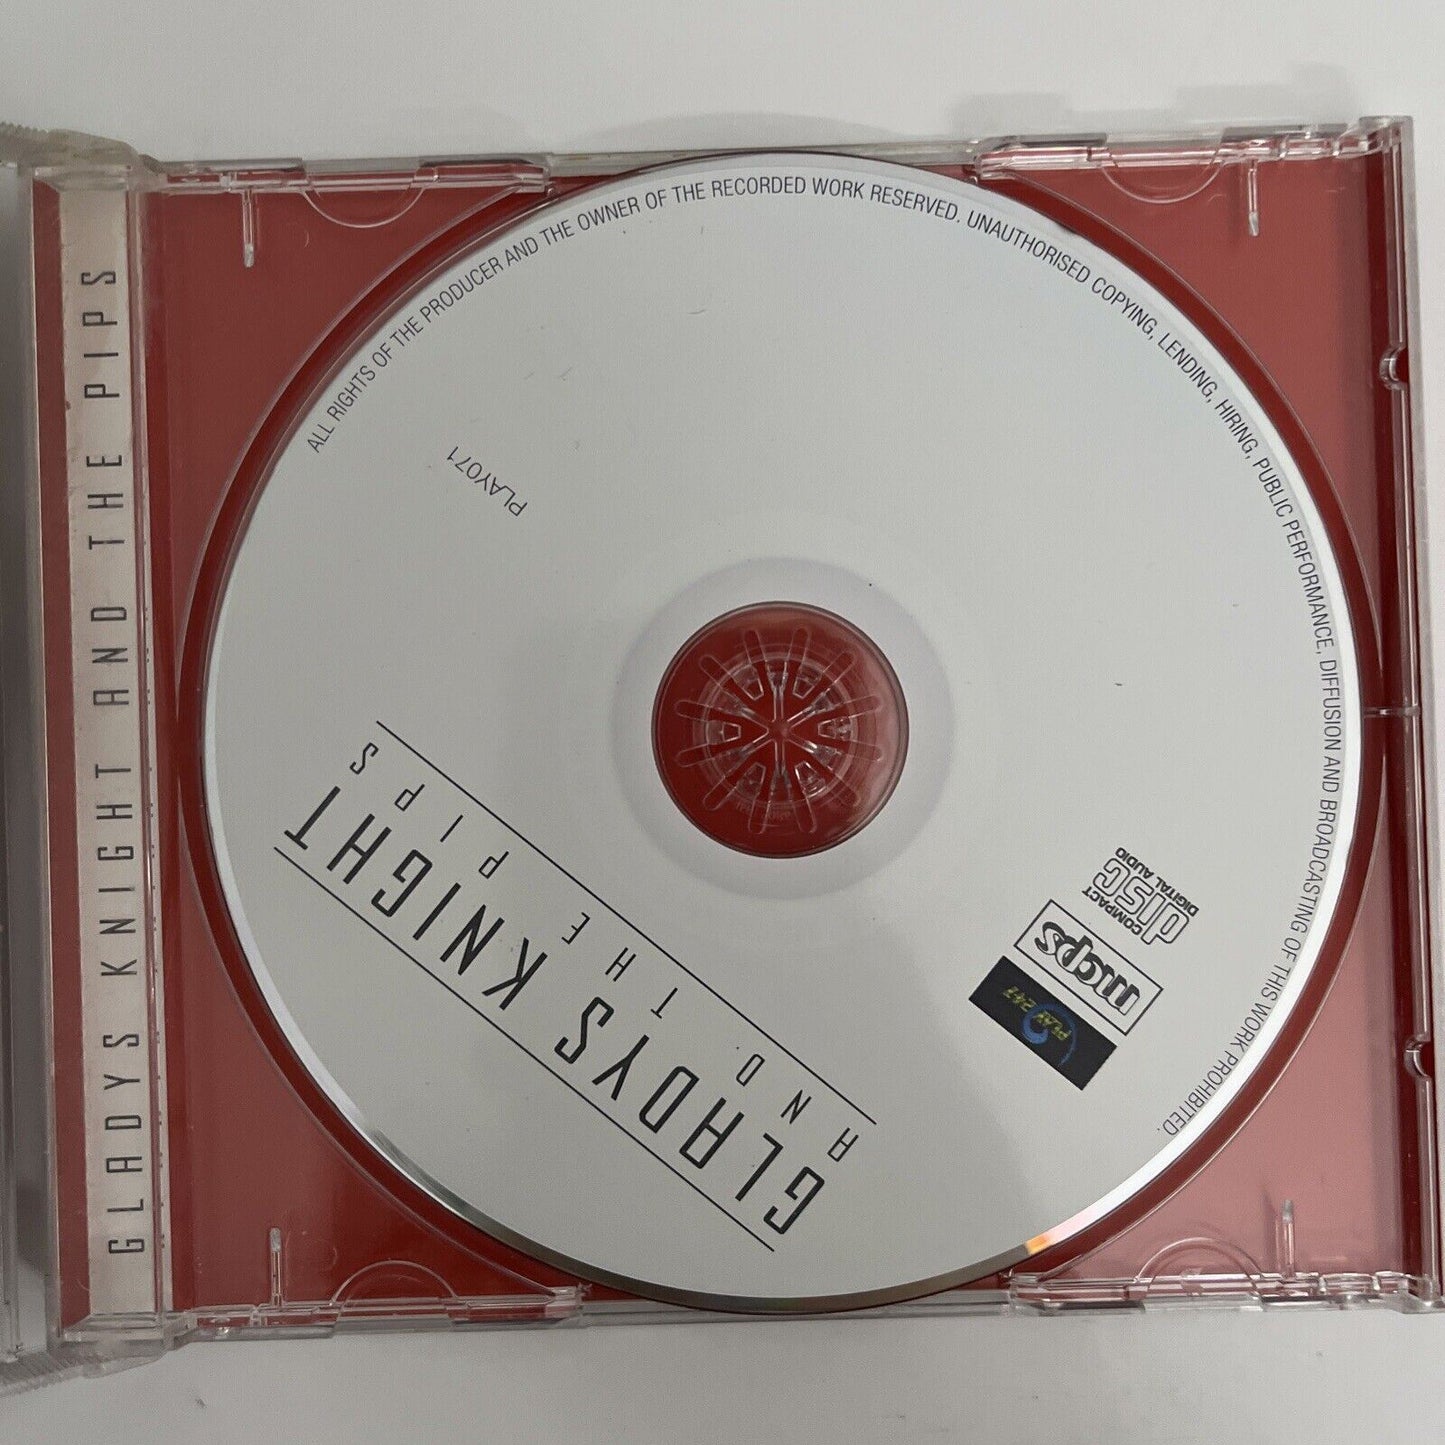 GLADYS KNIGHT AND THE PIPS
ALL RIGHTS OF THE PRODUCER AND THE OWNER OF THE RECORDED WORK RESERVED. UNAUTHORISED COPYING, LENDING, HIRING, PUBLIC PERFORMANCE, DIFFUSION AND BROADCASTING OF THIS WORK PROHIBITED.
PLAY071
GLADYS KNIGHT
AND THE PIPS
COMPACT
disc
DIGITAL AUDIO
mcps
PLAY 247